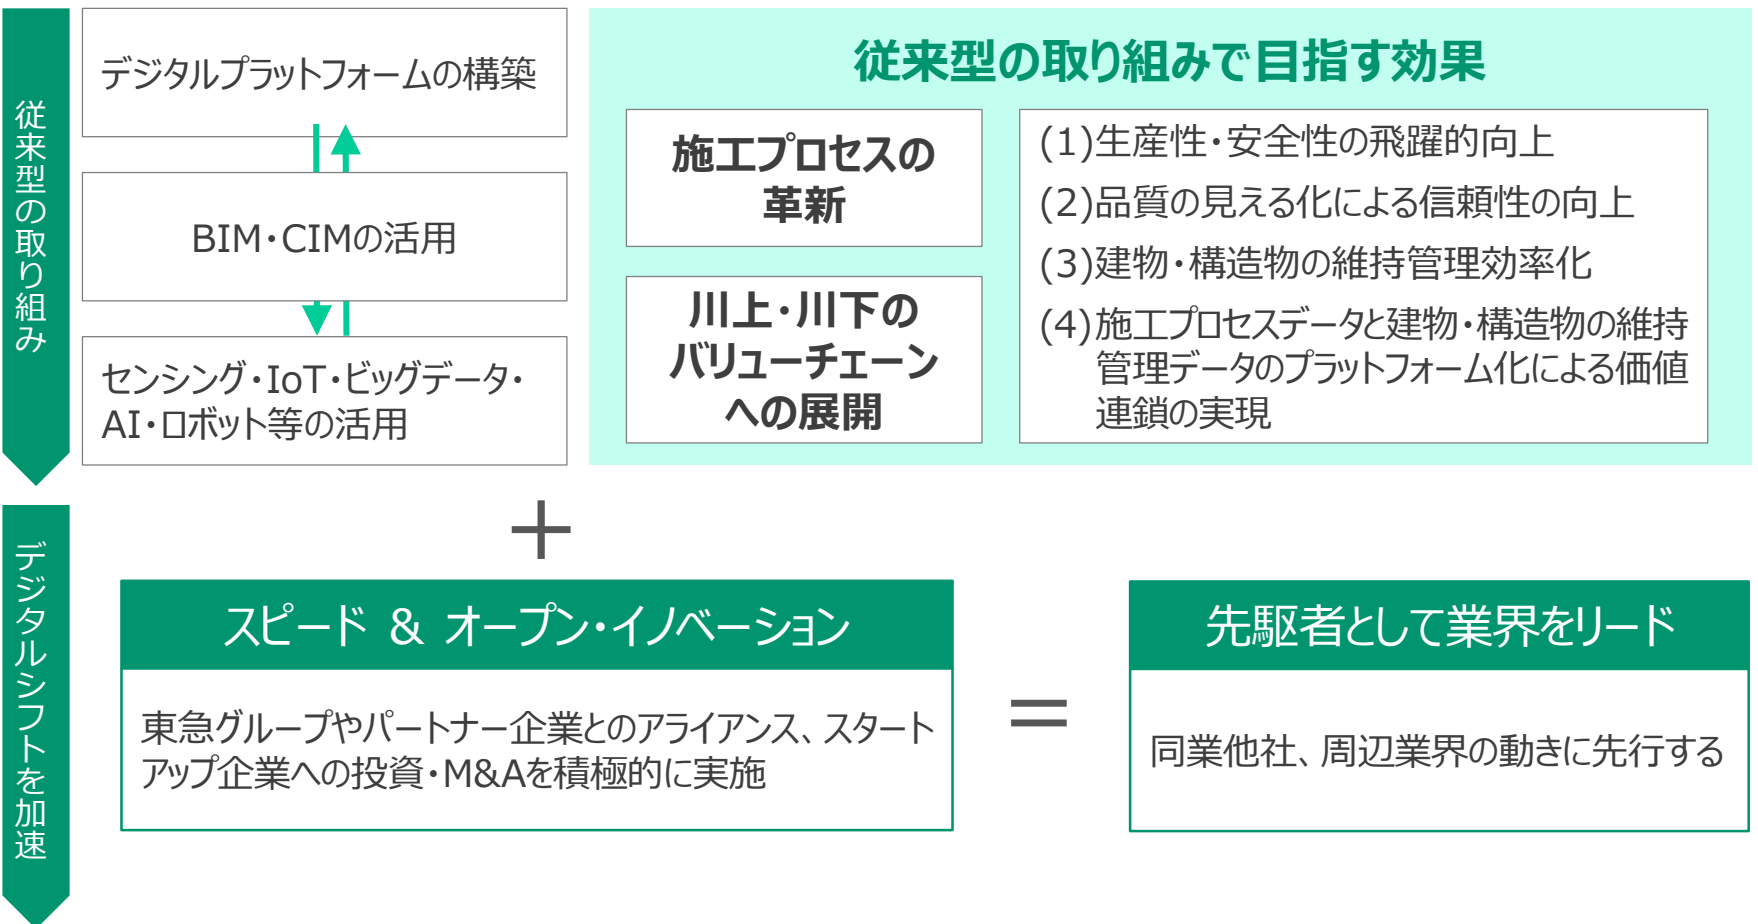 従来型の取り組み
デジタルプラットフォームの構築
BIM・CIMの活用
センシング・IoT・ビッグデータ・
AI・ロボット等の活用
従来型の取り組みで目指す効果
施工プロセスの
革新
川上・川下の
バリューチェーン
への展開
(1)生産性・安全性の飛躍的向上
(2)品質の見える化による信頼性の向上
(3)建物・構造物の維持管理効率化
(4)施工プロセスデータと建物・構造物の維持
管理データのプラットフォーム化による価値
連鎖の実現
＋
デジタルシフトを加速
スピード ＆ オープン・イノベーション
東急グループやパートナー企業とのアライアンス、スタート
アップ企業への投資・M&Aを積極的に実施
＝
先駆者として業界をリード
同業他社、周辺業界の動きに先行する